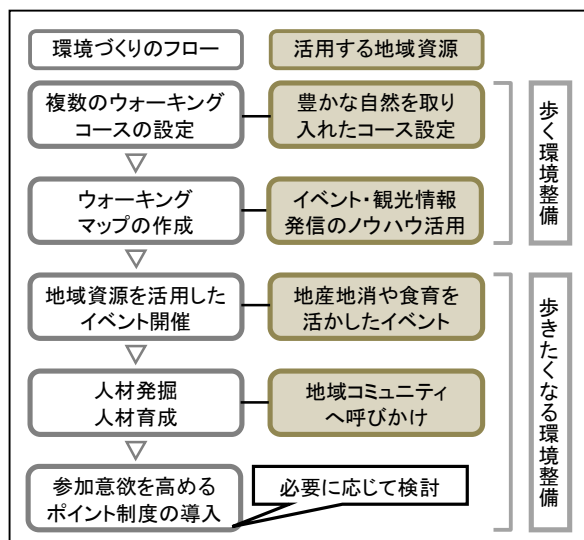 環境づくりのフロー
活用する地域資源
複数のウォーキング
コースの設定
豊かな自然を取り
入れたコース設定
ウォーキング
マップの作成
イベント・観光情報
発信のノウハウ活用
歩く環境整備
地域資源を活用した
イベント開催
地産地消や食育を
活かしたイベント
人材発掘
人材育成
地域コミュニティ
へ呼びかけ
参加意欲を高める
ポイント制度の導入
必要に応じて検討
歩きたくなる環境整備